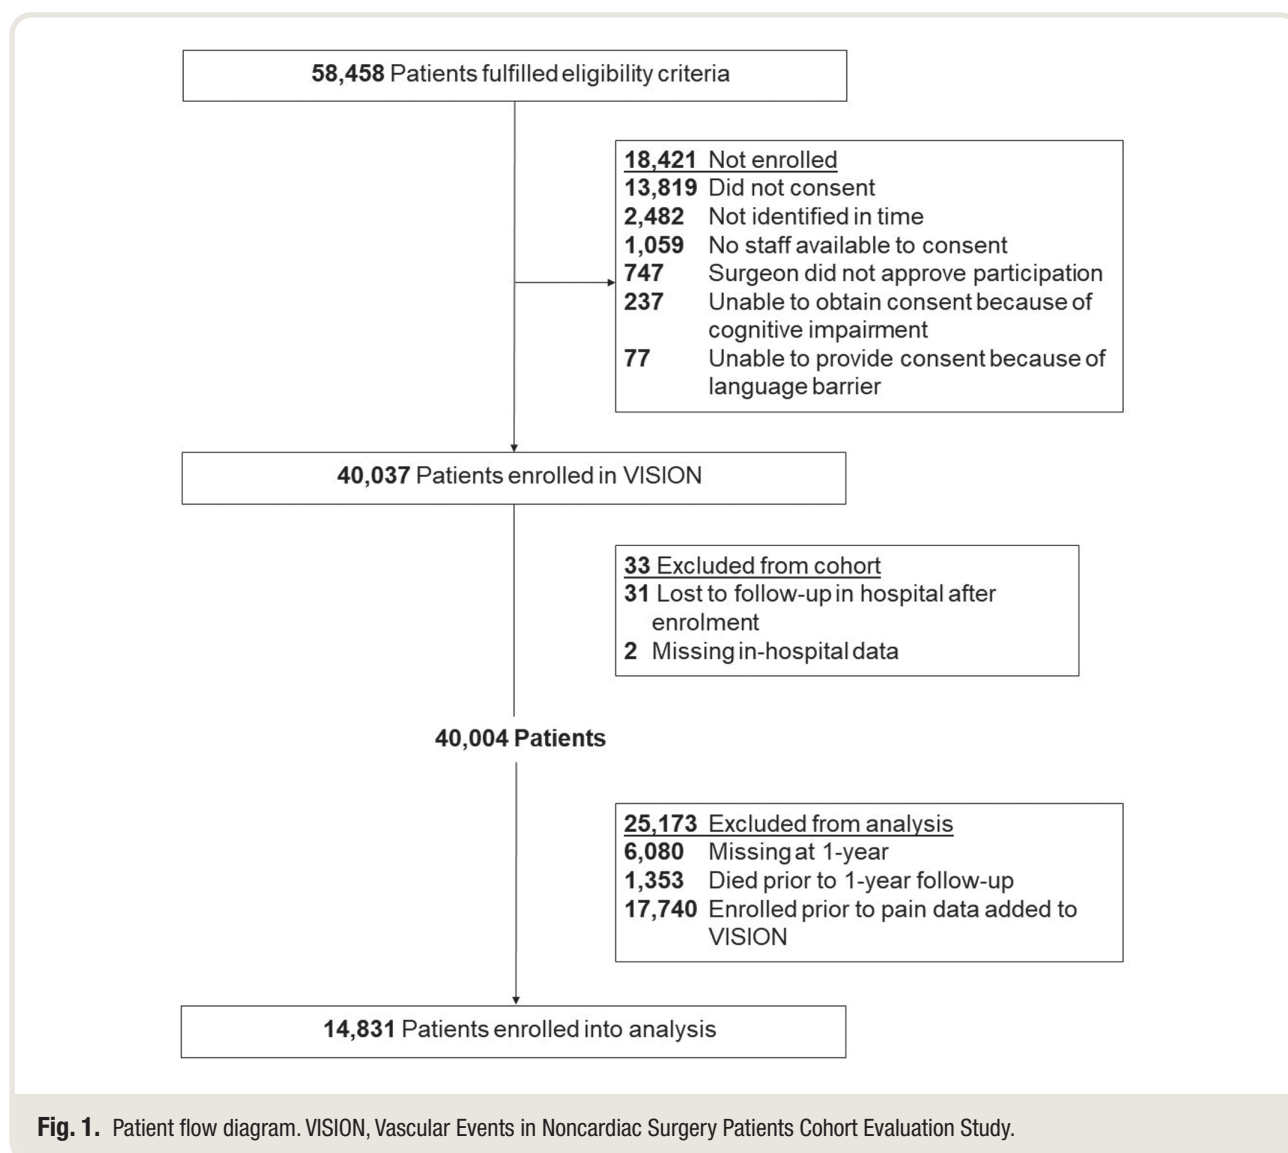 58,458 Patients fulfilled eligibility criteria
18,421 Not enrolled
13,819 Did not consent
2,482 Not identified in time
1,059 No staff available to consent
747 Surgeon did not approve participation
237 Unable to obtain consent because of
cognitive impairment
77 Unable to provide consent because of
language barrier
40,037 Patients enrolled in VISION
33 Excluded from cohort
31 Lost to follow-up in hospital after
enrolment
2 Missing in-hospital data
40,004 Patients
25,173 Excluded from analysis
6,080 Missing at 1-year
1,353 Died prior to 1-year follow-up
17,740 Enrolled prior to pain data added to
VISION
14,831 Patients enrolled into analysis
Fig. 1. Patient flow diagram. VISION, Vascular Events in Noncardiac Surgery Patients Cohort Evaluation Study.